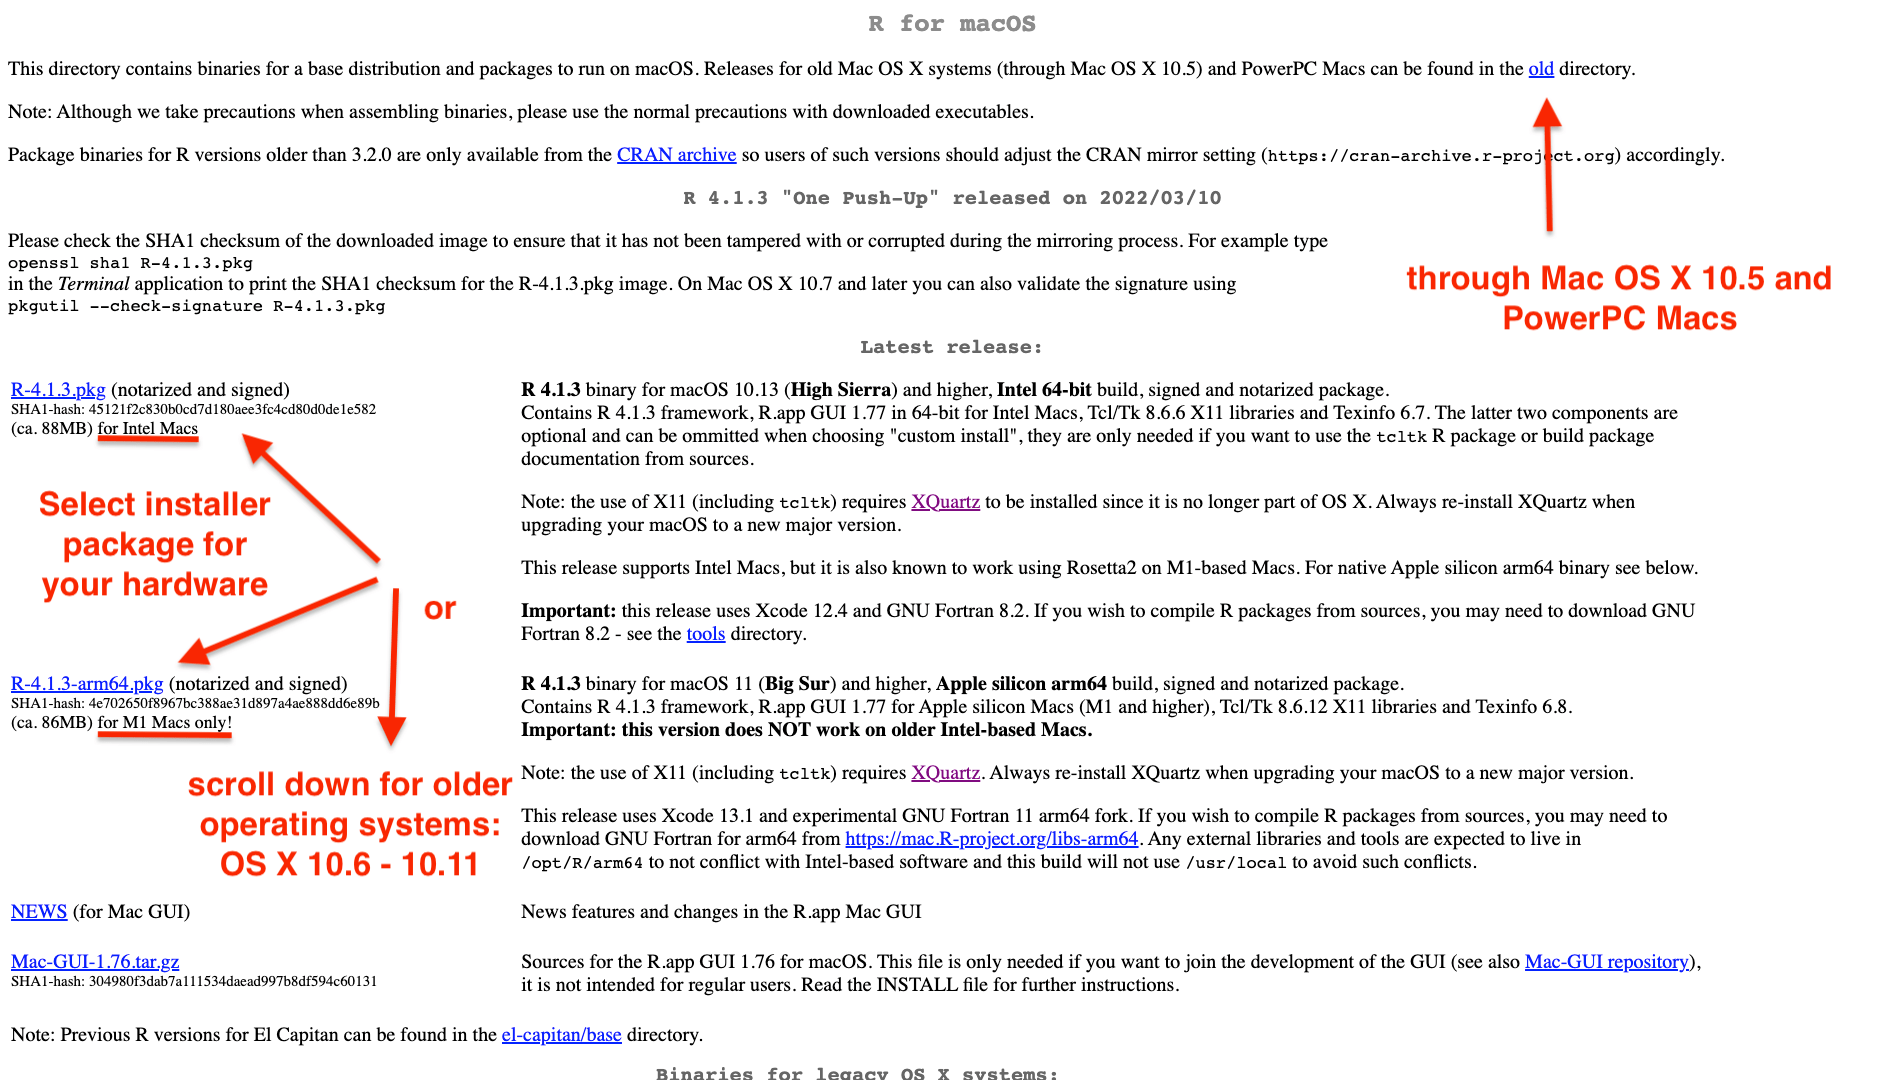 R for macOS
This directory contains binaries for a base distribution and packages to run on macOS. Releases for old Mac OS X systems (through Mac OS X 10.5) and PowerPC Macs can be found in the old directory.
Note: Although we take precautions when assembling binaries, please use the normal precautions with downloaded executables.
Package binaries for R versions older than 3.2.0 are only available from the CRAN archive so users of such versions should adjust the CRAN mirror setting (https://cran-archive.r-project.org) accordingly.
R 4.1.3 "One Push-Up" released on 2022/03/10
Please check the SHA1 checksum of the downloaded image to ensure that it has not been tampered with or corrupted during the mirroring process. For example type
openssl sha1 R-4.1.3.pkg
in the Terminal application to print the SHA1 checksum for the R-4.1.3.pkg image. On Mac OS X 10.7 and later you can also validate the signature using
pkgutil --check-signature R-4.1.3.pkg
through Mac OS X 10.5 and
PowerPC Macs
Latest release:
R-4.1.3.pkg (notarized and signed)
SHA1-hash: 45121f2c830b0cd7d180aee3fc4cd80d0de1e582
(ca. 88MB) for Intel Macs
R 4.1.3 binary for macOS 10.13 (High Sierra) and higher, Intel 64-bit build, signed and notarized package.
Contains R 4.1.3 framework, R.app GUI 1.77 in 64-bit for Intel Macs, Tcl/Tk 8.6.6 X11 libraries and Texinfo 6.7. The latter two components are
optional and can be ommitted when choosing "custom install", they are only needed if you want to use the tcltk R package or build package
documentation from sources.
Note: the use of X11 (including tcltk) requires XQuartz to be installed since it is no longer part of OS X. Always re-install XQuartz when
upgrading your macOS to a new major version.
This release supports Intel Macs, but it is also known to work using Rosetta2 on M1-based Macs. For native Apple silicon arm64 binary see below.
Important: this release uses Xcode 12.4 and GNU Fortran 8.2. If you wish to compile R packages from sources, you may need to download GNU
Fortran 8.2 - see the tools directory.
Select installer
package for
your hardware
or
R-4.1.3-arm64.pkg (notarized and signed)
SHA1-hash: 4e702650f8967bc388ae31d897a4ae888dd6e89b
(ca. 86MB) for M1 Macs only!
R 4.1.3 binary for macOS 11 (Big Sur) and higher, Apple silicon arm64 build, signed and notarized package.
Contains R 4.1.3 framework, R.app GUI 1.77 for Apple silicon Macs (M1 and higher), Tcl/Tk 8.6.12 X11 libraries and Texinfo 6.8.
Important: this version does NOT work on older Intel-based Macs.
Note: the use of X11 (including tcltk) requires XQuartz. Always re-install XQuartz when upgrading your macOS to a new major version.
This release uses Xcode 13.1 and experimental GNU Fortran 11 arm64 fork. If you wish to compile R packages from sources, you may need to
download GNU Fortran for arm64 from https://mac.R-project.org/libs-arm64. Any external libraries and tools are expected to live in
/opt/R/arm64 to not conflict with Intel-based software and this build will not use /usr/local to avoid such conflicts.
scroll down for older
operating systems:
OS X 10.6 - 10.11
NEWS (for Mac GUI)
News features and changes in the R.app Mac GUI
Mac-GUI-1.76.tar.gz
SHA1-hash: 304980f3dab7a111534daead997b8df594c60131
Sources for the R.app GUI 1.76 for macOS. This file is only needed if you want to join the development of the GUI (see also Mac-GUI repository),
it is not intended for regular users. Read the INSTALL file for further instructions.
Note: Previous R versions for El Capitan can be found in the el-capitan/base directory.
Binaries for legacy OS X systems: